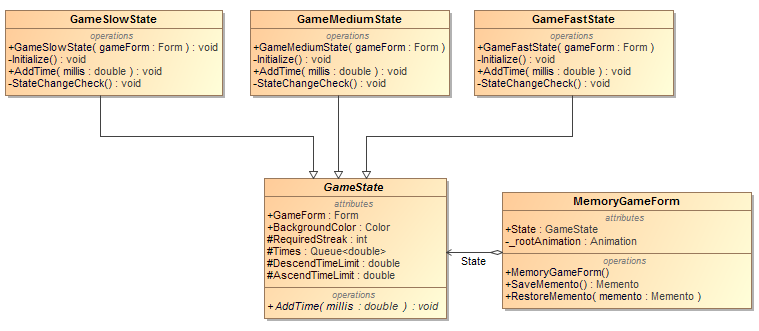 GameSlowState
operations
+GameSlowState( gameForm : Form ) : void
-Initialize() : void
+AddTime( millis : double ) : void
-StateChangeCheck() : void
GameMediumState
operations
+GameMediumState( gameForm : Form )
-Initialize() : void
+AddTime( millis : double ) : void
-StateChangeCheck() : void
GameFastState
operations
+GameFastState( gameForm : Form )
-Initialize() : void
+AddTime( millis : double ) : void
-StateChangeCheck() : void
GameState
attributes
+GameForm : Form
+BackgroundColor : Color
#RequiredStreak : int
#Times : Queue<double>
#DescendTimeLimit : double
#AscendTimeLimit : double
operations
+AddTime( millis : double ) : void
State
MemoryGameForm
attributes
+State : GameState
-_rootAnimation : Animation
operations
+MemoryGameForm()
+SaveMemento() : Memento
+RestoreMemento( memento : Memento )